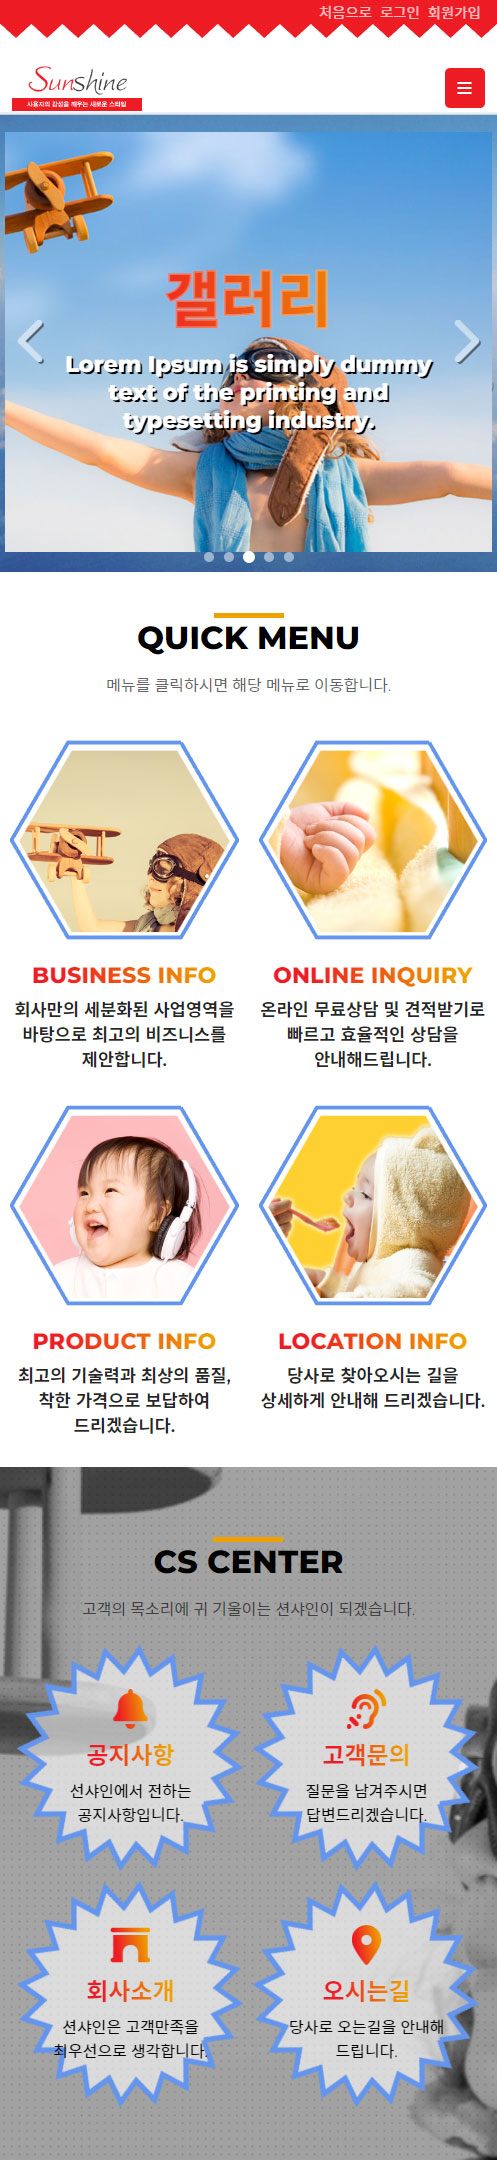 처음으로 로그인 회원가입
Sunshine
사용자의 감성을 깨우는 새로운 스타일
갤러리
Lorem Ipsum is simply dummy
text of the printing and
typesetting industry.
QUICK MENU
메뉴를 클릭하시면 해당 메뉴로 이동합니다.
BUSINESS INFO
회사만의 세분화된 사업영역을
바탕으로 최고의 비즈니스를
제안합니다.
ONLINE INQUIRY
온라인 무료상담 및 견적받기로
빠르고 효율적인 상담을
안내해드립니다.
PRODUCT INFO
최고의 기술력과 최상의 품질,
착한 가격으로 보답하여
드리겠습니다.
LOCATION INFO
당사로 찾아오시는 길을
상세하게 안내해 드리겠습니다.
CS CENTER
고객의 목소리에 귀 기울이는 션샤인이 되겠습니다.
공지사항
선샤인에서 전하는
공지사항입니다.
고객문의
질문을 남겨주시면
답변드리겠습니다.
회사소개
션샤인은 고객만족을
최우선으로 생각합니다.
오시는길
당사로 오는길을 안내해
드립니다.